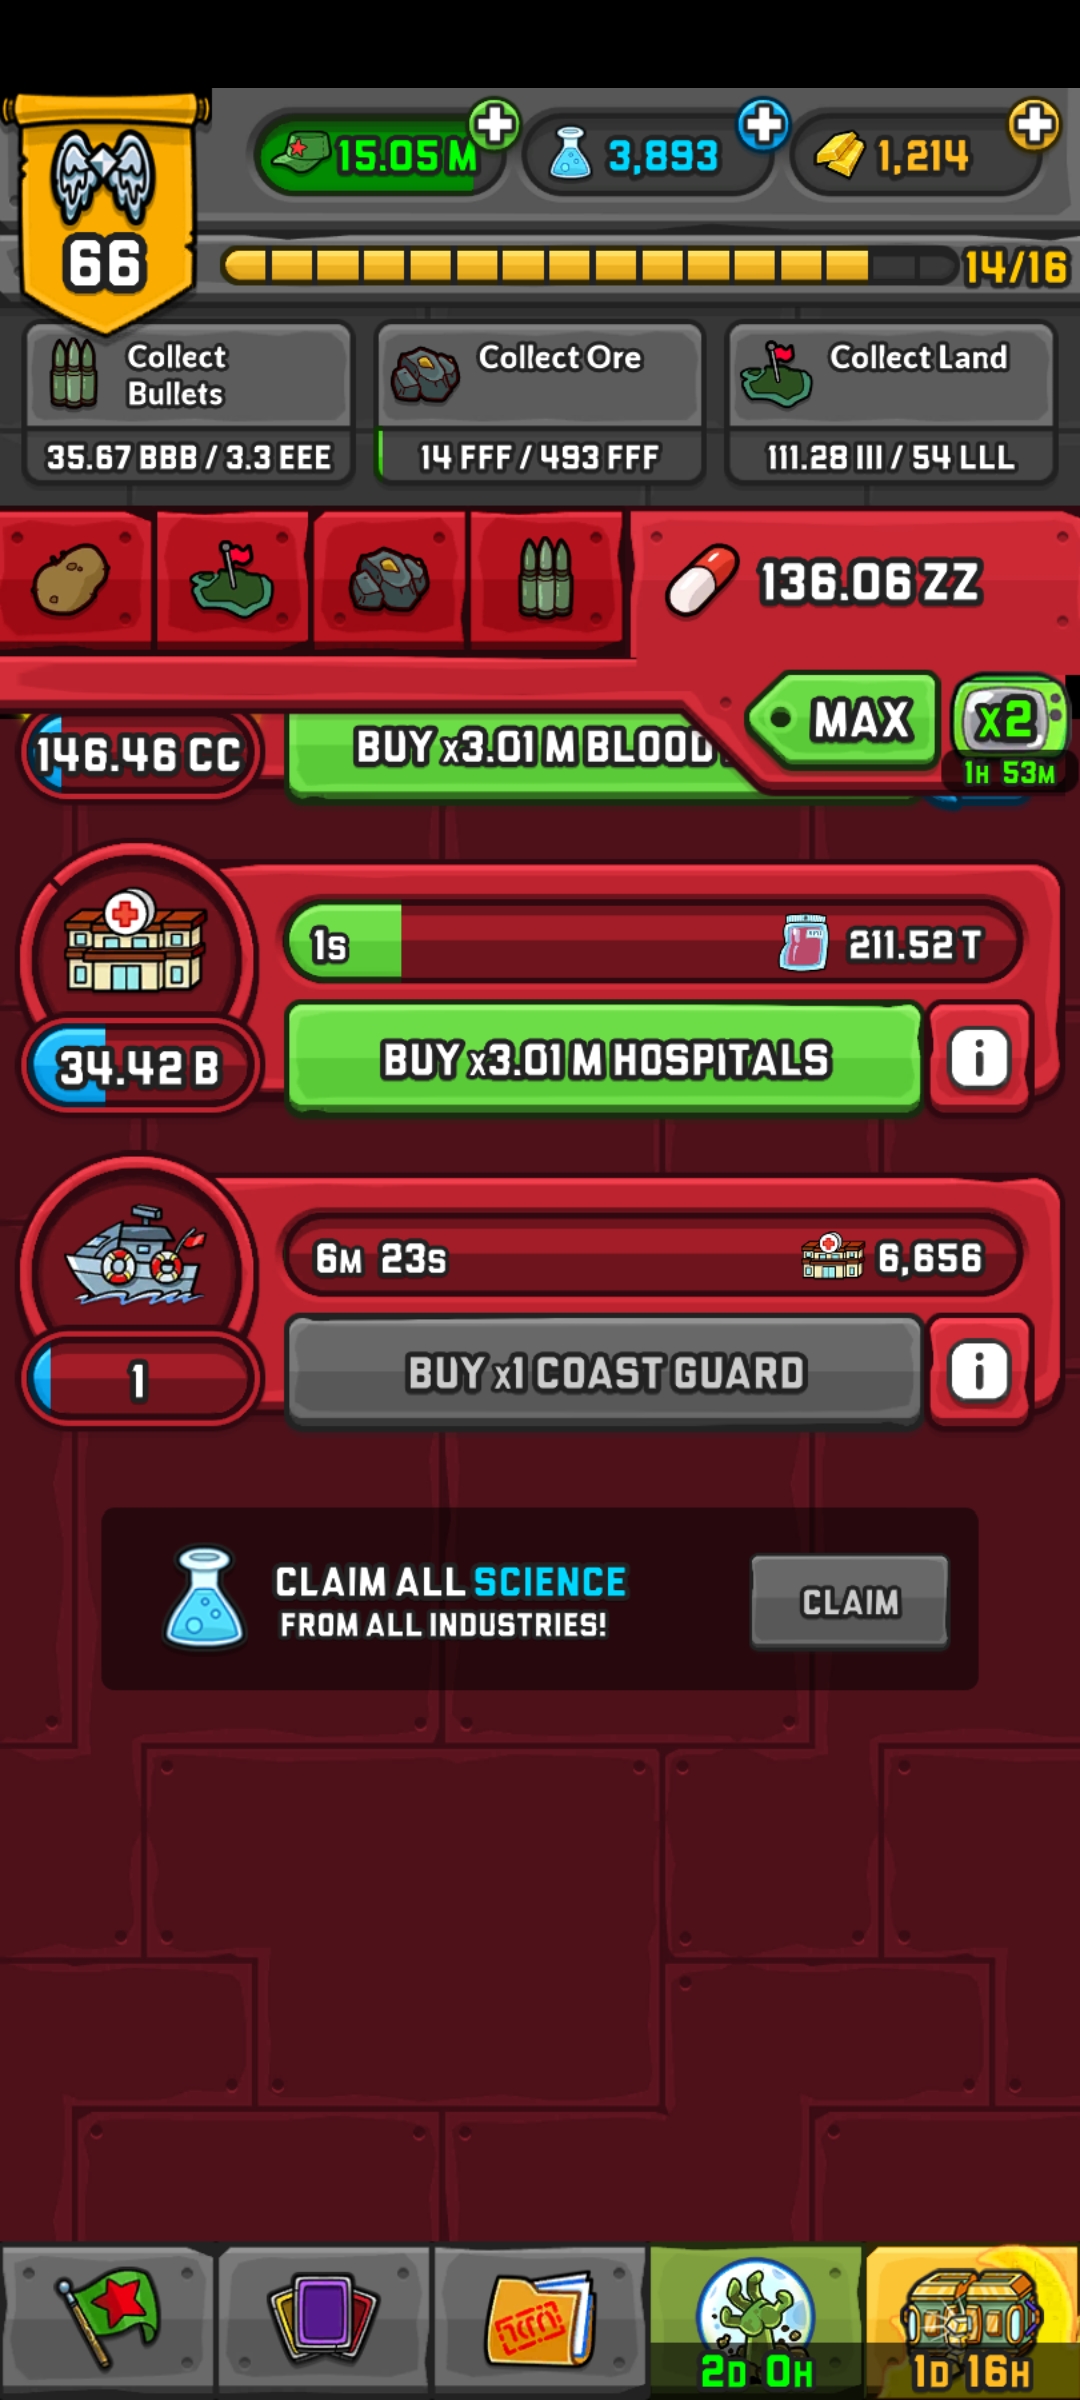 15.05 M
3,893
1,214
66
14/16
Collect
Bullets
35.67 BBB / 3.3 EEE
Collect Ore
14 FFF / 493 FFF
Collect Land
111.28 III / 54 LLL
136.06 ZZ
MAX
x2
1H 53M
146.46 CC
BUY x3.01 M BLOOD
1s
211.52 T
34.42 B
BUY x3.01 M HOSPITALS
i
6M 23s
6,656
1
BUY x1 COAST GUARD
i
CLAIM ALL SCIENCE
FROM ALL INDUSTRIES!
CLAIM
2D 0H
1D 16H